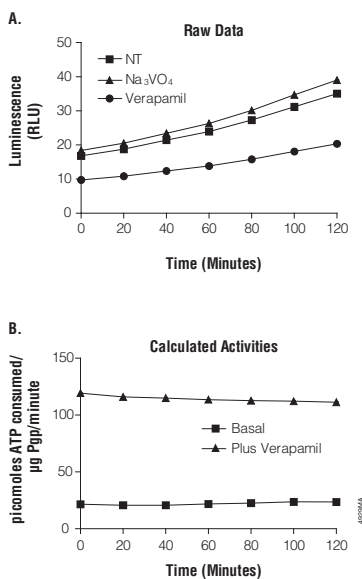 A.
Raw Data
50
40
30
20
10
0
Luminescence
(RLU)
NT
Na₃VO₄
Verapamil
0 20 40 60 80 100 120
Time (Minutes)
B.
Calculated Activities
150
100
50
0
picomoles ATP consumed/
µg Pgp/minute
Basal
Plus Verapamil
0 20 40 60 80 100 120
Time (Minutes)